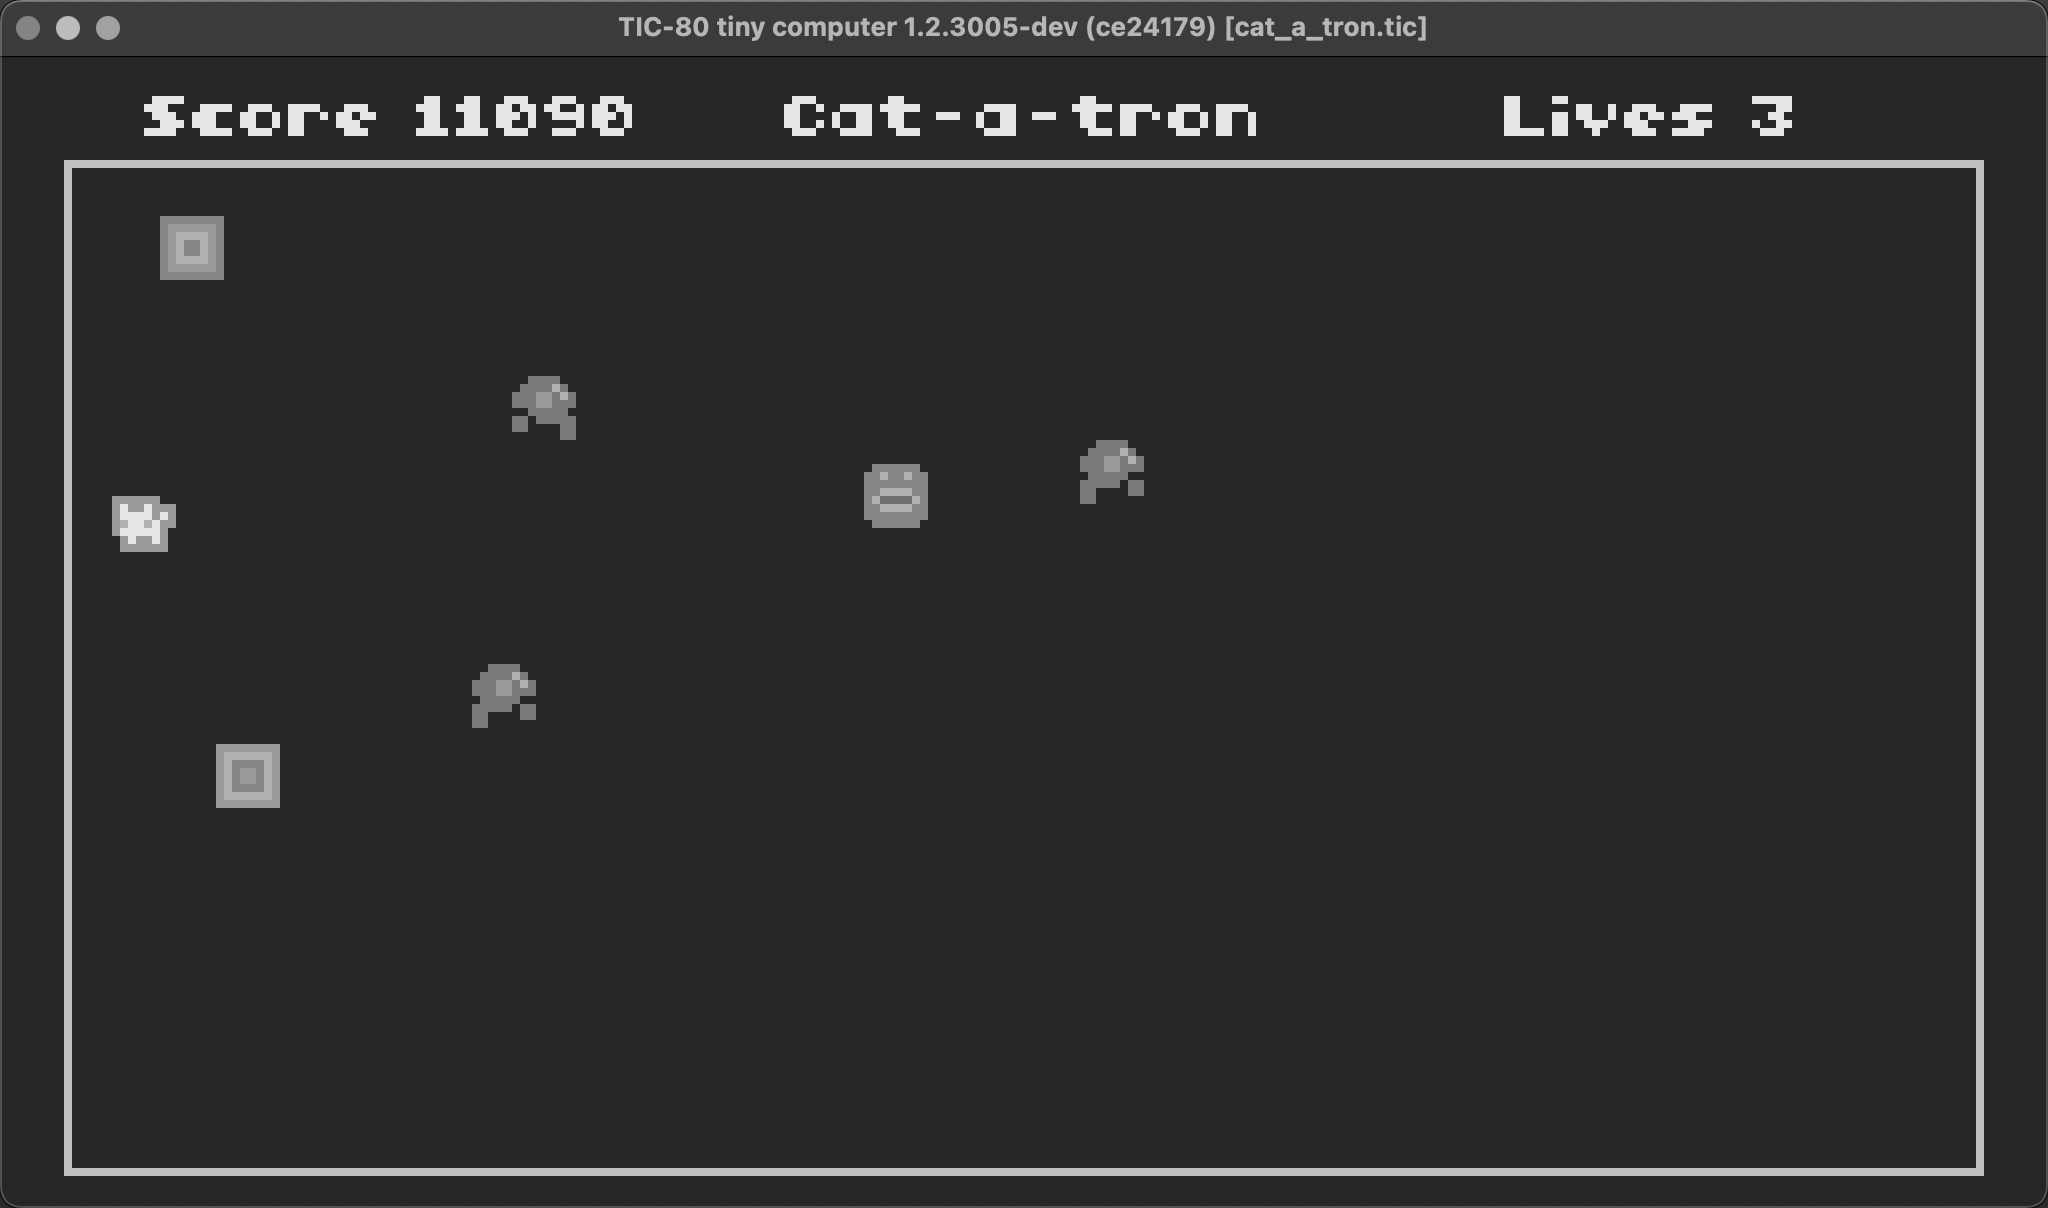 TIC-80 tiny computer 1.2.3005-dev (ce24179) [cat_a_tron.tic]
Score 11090 Cat-a-tron Lives 3